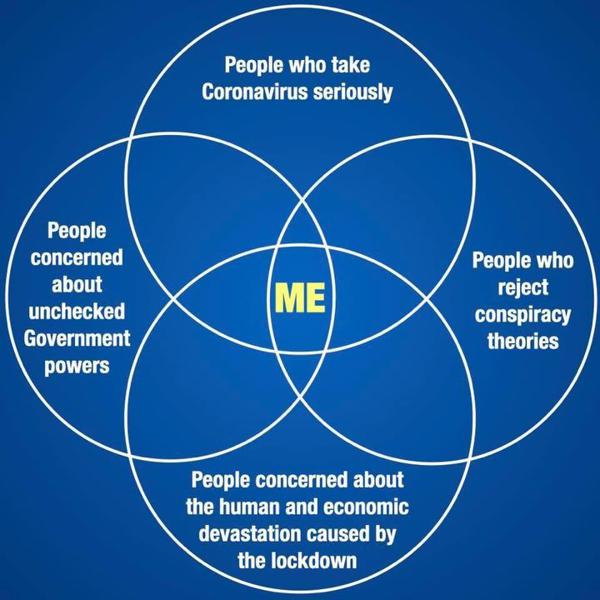 People who take
Coronavirus seriously
People
concerned
about
unchecked
Government
powers
ME
People who
reject
conspiracy
theories
People concerned about
the human and economic
devastation caused by
the lockdown